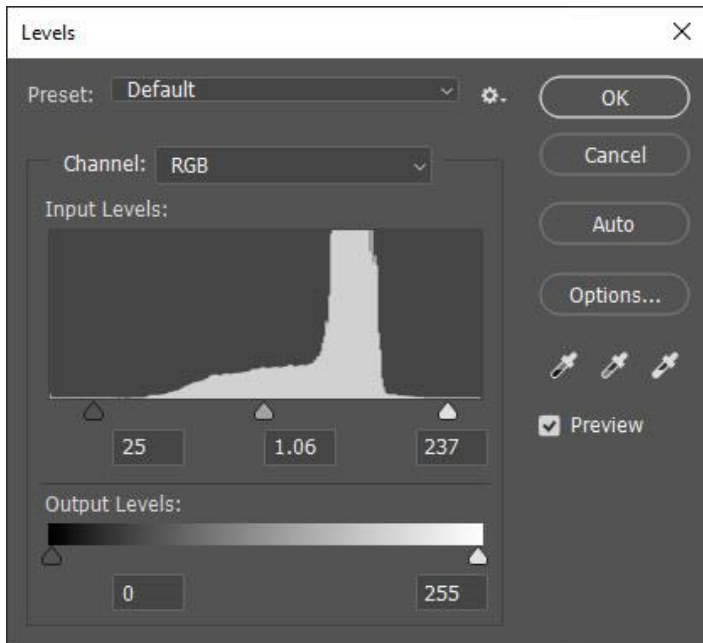 Levels
Preset: Default
OK
Channel: RGB
Cancel
Input Levels:
Auto
Options...
25 1.06 237
Preview
Output Levels:
0 255